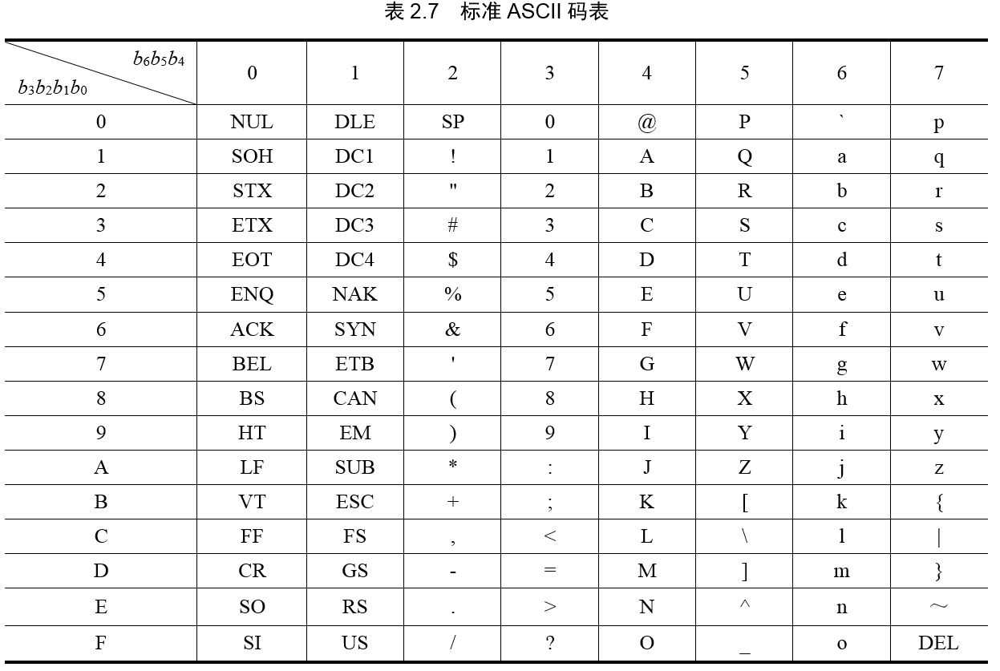 表 2.7 标准 ASCII 码表
b6b5b4
b3b2b1b0
0 1 2 3 4 5 6 7
0 NUL DLE SP 0 @ P ` p
1 SOH DC1 ! 1 A Q a q
2 STX DC2 " 2 B R b r
3 ETX DC3 # 3 C S c s
4 EOT DC4 $ 4 D T d t
5 ENQ NAK % 5 E U e u
6 ACK SYN & 6 F V f v
7 BEL ETB ' 7 G W g w
8 BS CAN ( 8 H X h x
9 HT EM ) 9 I Y i y
A LF SUB * : J Z j z
B VT ESC + ; K [ k {
C FF FS , < L \ l |
D CR GS - = M ] m }
E SO RS . > N ^ n ～
F SI US / ? O _ o DEL